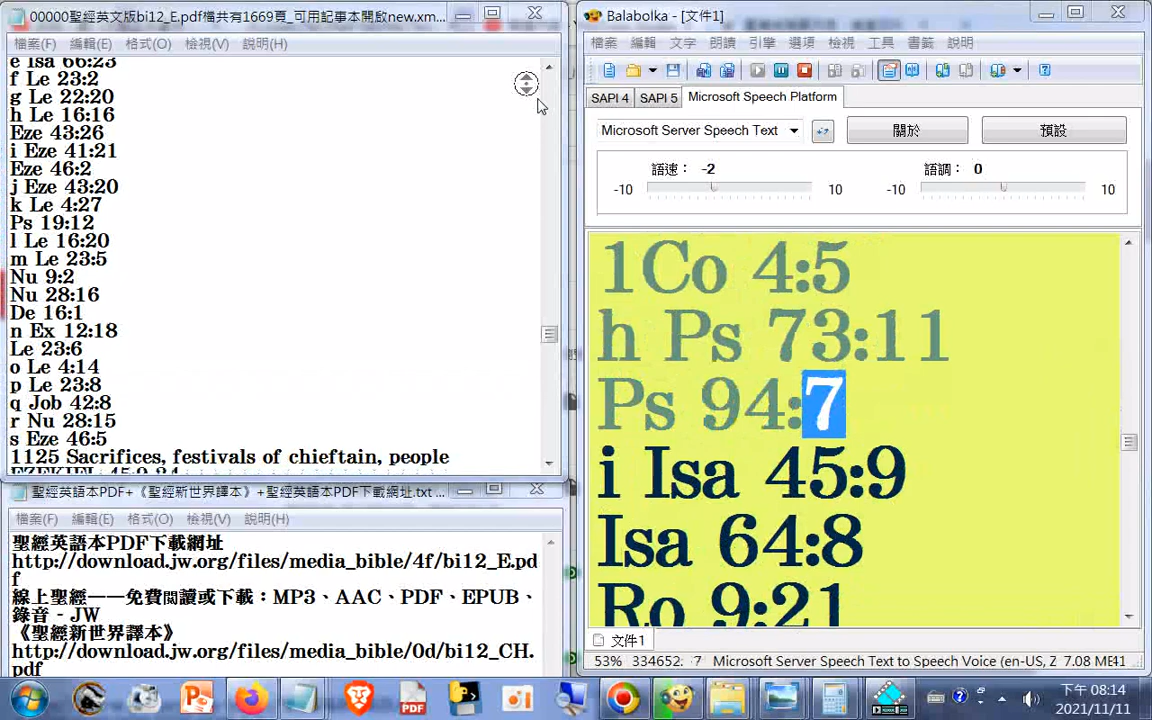 00000聖經英文版bi12_E.pdf檔共有1669頁_可用記事本開啟new.xm...
檔案(F) 編輯(E) 格式(O) 檢視(V) 說明(H)
e Isa 66:23
f Le 23:2
g Le 22:20
h Le 16:16
Eze 43:26
i Eze 41:21
Eze 46:2
j Eze 43:20
k Le 4:27
Ps 19:12
l Le 16:20
m Le 23:5
Nu 9:2
Nu 28:16
De 16:1
n Ex 12:18
Le 23:6
o Le 4:14
p Le 23:8
q Job 42:8
r Nu 28:15
s Eze 46:5
1125 Sacrifices, festivals of chieftain, people
EZEKIEL 45:9-24
聖經英語本PDF+《聖經新世界譯本》+聖經英語本PDF下載網址.txt ...
檔案(F) 編輯(E) 格式(O) 檢視(V) 說明(H)
聖經英語本PDF下載網址
http://download.jw.org/files/media_bible/4f/bi12_E.pd
f
線上聖經——免費閱讀或下載：MP3、AAC、PDF、EPUB、
錄音 - JW
《聖經新世界譯本》
http://download.jw.org/files/media_bible/0d/bi12_CH.
pdf
Balabolka - [文件1]
檔案 編輯 文字 朗讀 引擎 選項 檢視 工具 書籤 說明
SAPI 4 SAPI 5 Microsoft Speech Platform
Microsoft Server Speech Text 關於 預設
語速： -2 語調： 0
-10 10 -10 10
1Co 4:5
h Ps 73:11
Ps 94:7
i Isa 45:9
Isa 64:8
Ro 9:21
文件1
53% 334652: 7 Microsoft Server Speech Text to Speech Voice (en-US, Z 7.08 ME41
下午 08:14
2021/11/11